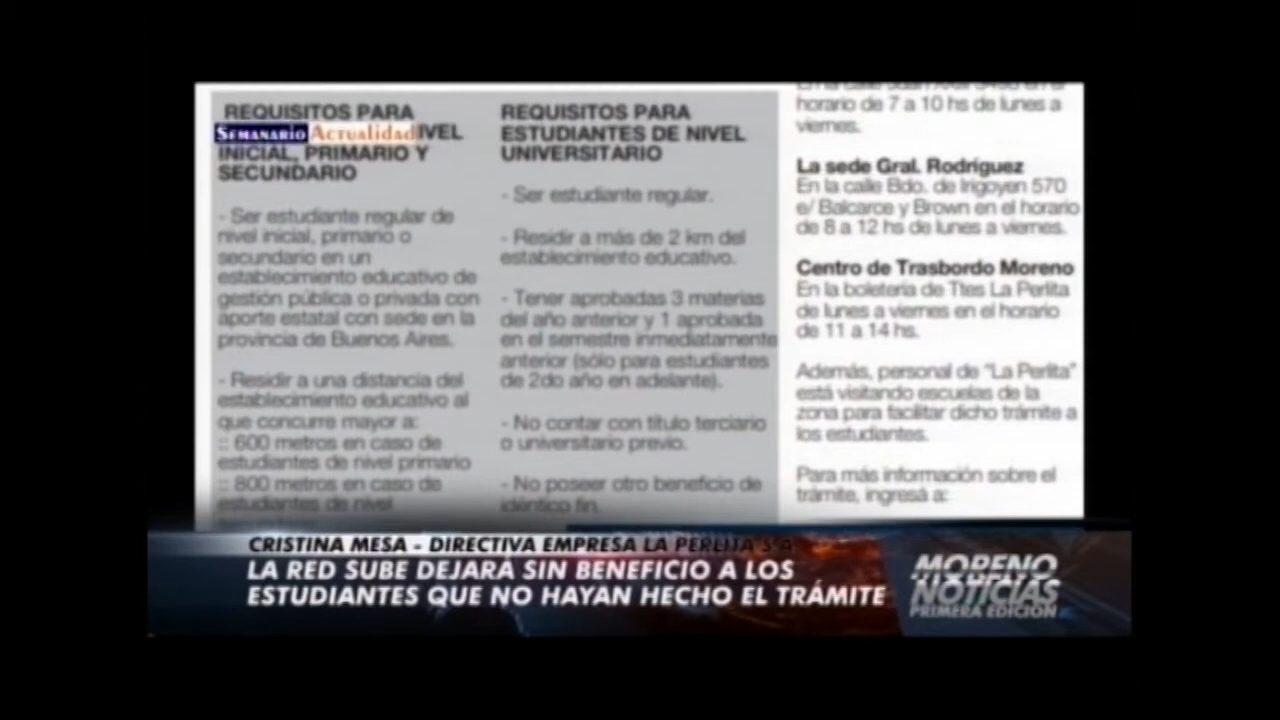 REQUISITOS PARA
IVEL
INICIAL, PRIMARIO Y
SECUNDARIO
- Ser estudiante regular de
nivel inicial, primario o
secundario en un
establecimiento educativo de
gestión pública o privada con
aporte estatal con sede en la
provincia de Buenos Aires.
- Residir a una distancia del
establecimiento educativo al
que concurre mayor a:
:: 600 metros en caso de
estudiantes de nivel primario
:: 800 metros en caso de
estudiantes de nivel
SEMANARIO Actualidad
REQUISITOS PARA
ESTUDIANTES DE NIVEL
UNIVERSITARIO
- Ser estudiante regular.
- Residir a más de 2 km del
establecimiento educativo.
- Tener aprobadas 3 materias
del año anterior y 1 aprobada
en el semestre inmediatamente
anterior (sólo para estudiantes
de 2do año en adelante).
- No contar con título terciario
o universitario previo.
- No poseer otro beneficio de
idéntico fin.
en el
horario de 7 a 10 hs de lunes a
viernes.
La sede Gral. Rodríguez
En la calle Bdo. de Irigoyen 570
e/ Balcarce y Brown en el horario
de 8 a 12 hs de lunes a viernes.
Centro de Trasbordo Moreno
En la boletería de Ttes La Perlita
de lunes a viernes en el horario
de 11 a 14 hs.
Además, personal de "La Perlita"
está visitando escuelas de la
zona para facilitar dicho trámite a
los estudiantes.
Para más información sobre el
trámite, ingresá a:
CRISTINA MESA - DIRECTIVA EMPRESA LA PERLITA S A
LA RED SUBE DEJARÁ SIN BENEFICIO A LOS
ESTUDIANTES QUE NO HAYAN HECHO EL TRÁMITE
MORENO
NOTICIAS
PRIMERA EDICIÓN